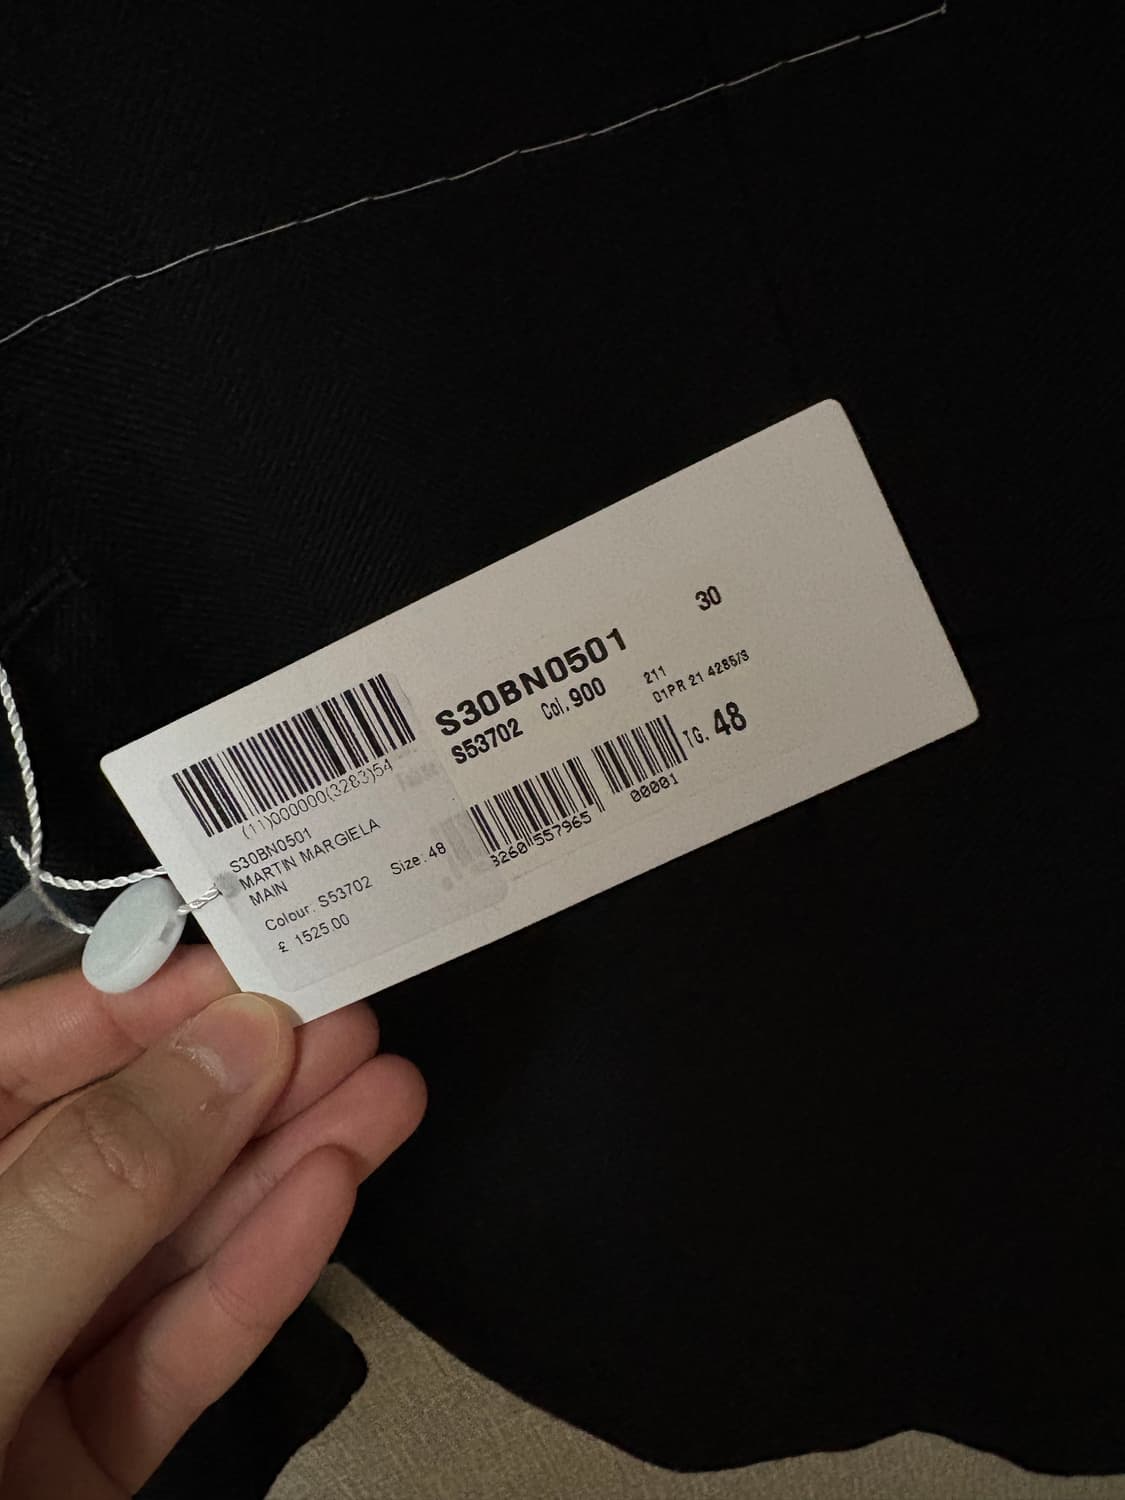 (11)000000(3283)54
S30BN0501
MARTIN MARGIELA
MAIN
Colour: S53702 Size: 48
£ 1525.00
30
S30BN0501
S53702 Col. 900
211
01PR 21 4285/3
3260 557965
00001
TG. 48